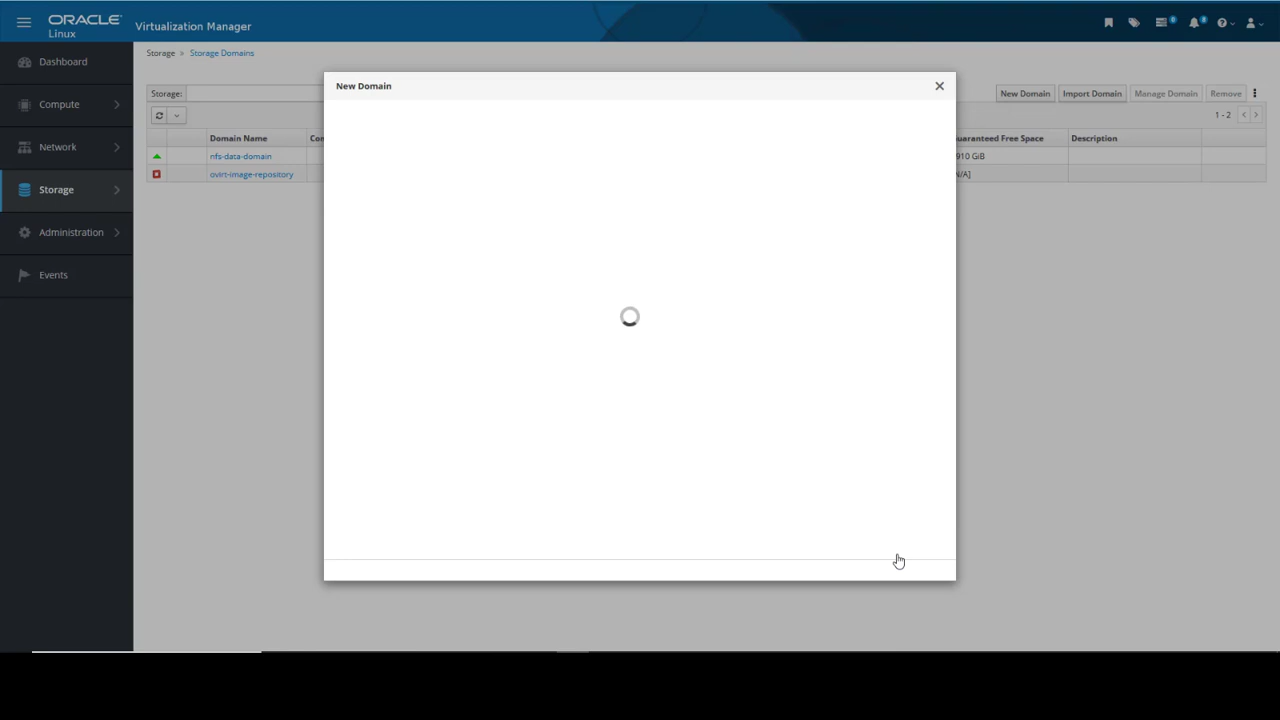 ORACLE
Linux
Virtualization Manager
Storage > Storage Domains
Dashboard
Compute
Network
Storage
Administration
Events
Storage:
New Domain
Import Domain
Manage Domain
Remove
1 - 2
Domain Name
Guaranteed Free Space
Description
nfs-data-domain
910 GiB
ovirt-image-repository
N/A]
New Domain